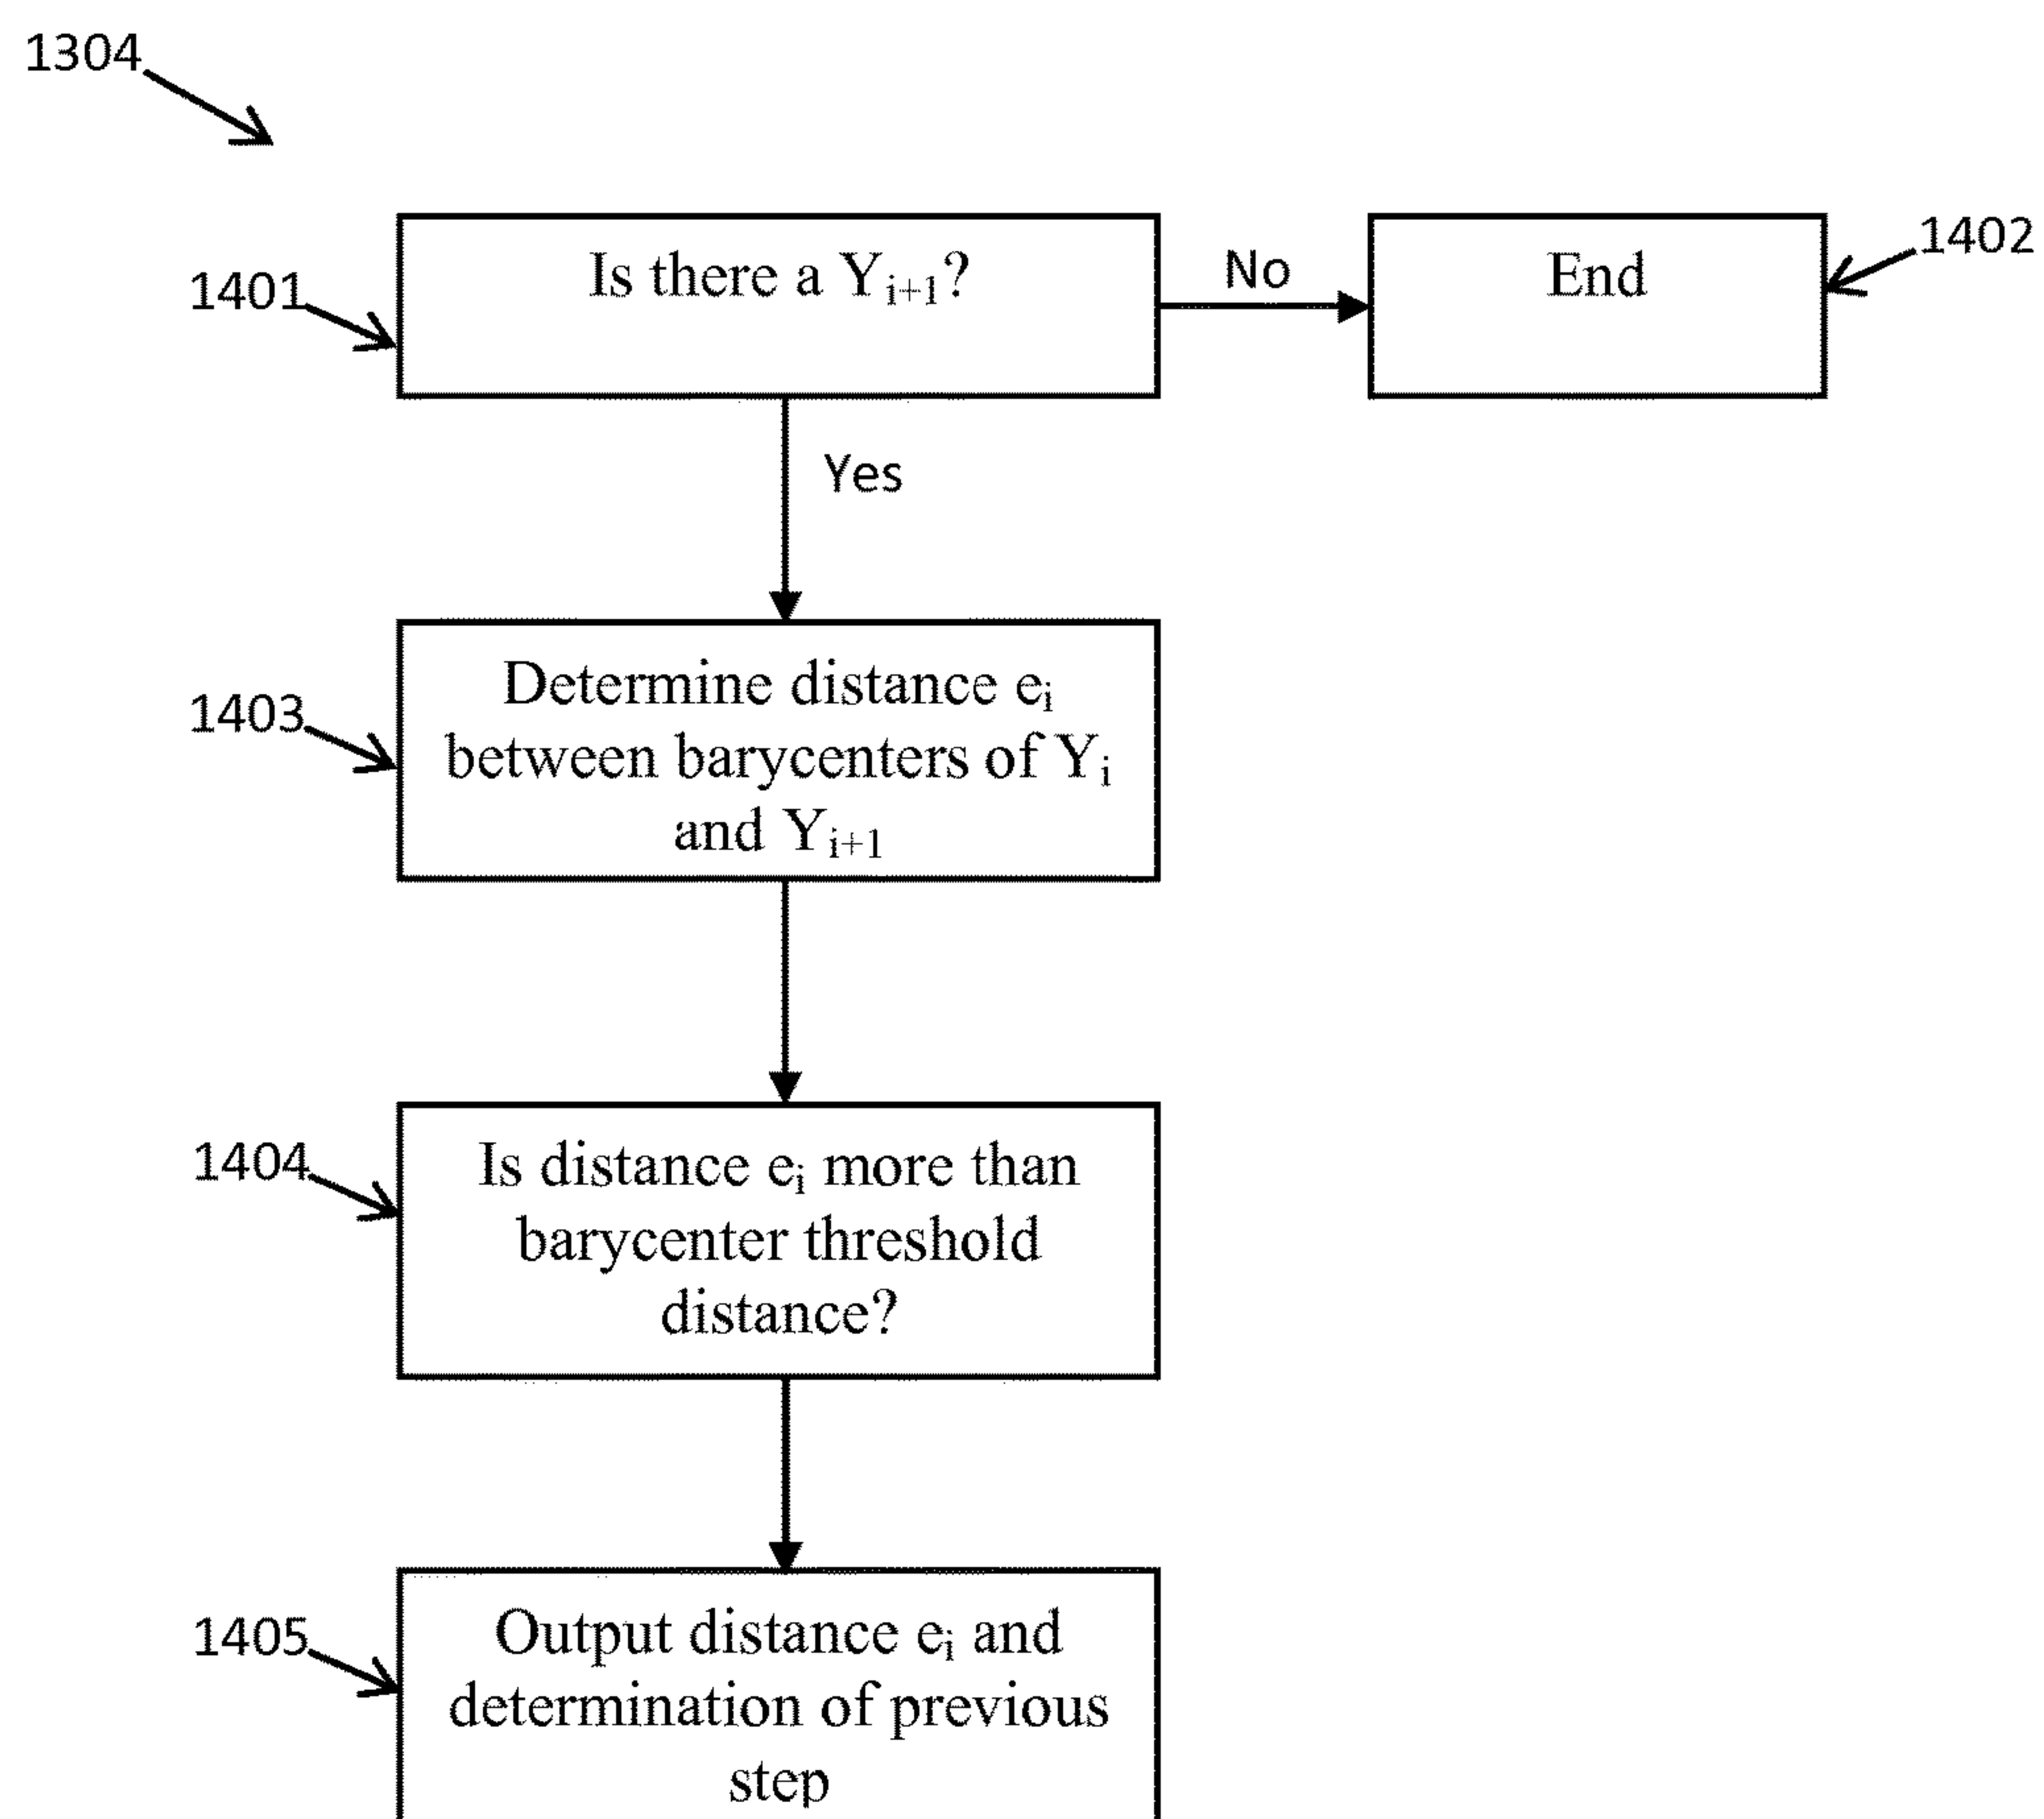 1304
1401
Is there a Yi+1?
No
End
1402
Yes
1403
Determine distance ei
between barycenters of Yi
and Yi+1
1404
Is distance ei more than
barycenter threshold
distance?
1405
Output distance ei and
determination of previous
step